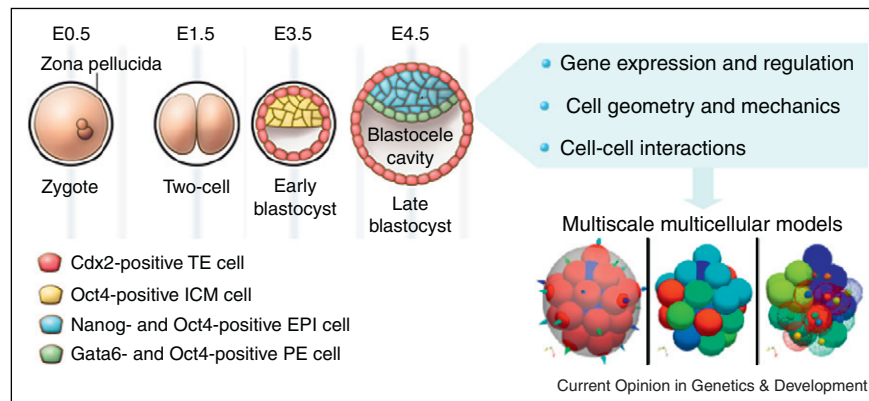 E0.5 E1.5 E3.5 E4.5
Zona pellucida
Blastocele
cavity
Zygote
Two-cell
Early
blastocyst
Late
blastocyst
Cdx2-positive TE cell
Oct4-positive ICM cell
Nanog- and Oct4-positive EPI cell
Gata6- and Oct4-positive PE cell
Gene expression and regulation
Cell geometry and mechanics
Cell-cell interactions
Multiscale multicellular models
Current Opinion in Genetics & Development